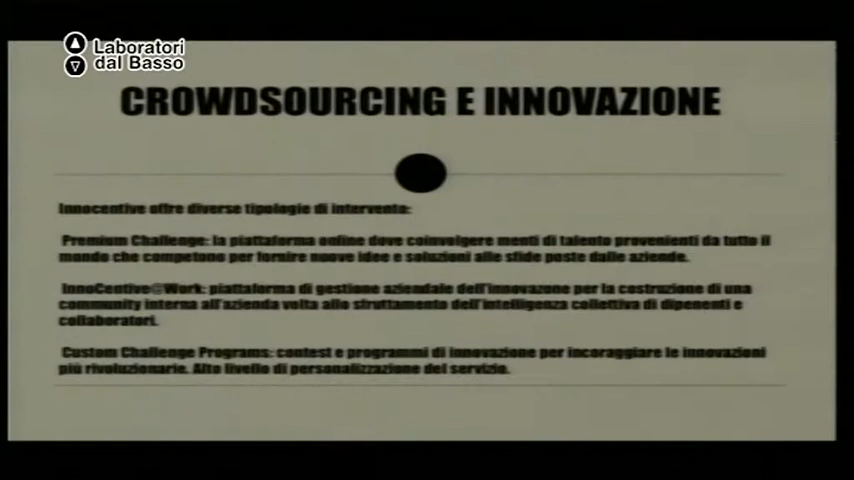 Laboratori
dal Basso
CROWDSOURCING E INNOVAZIONE
Innocentive offre diverse tipologie di intervento:
Premium Challenge: la piattaforma online dove coinvolgere menti di talento provenienti da tutto il
mondo che competono per fornire nuove idee e soluzioni alle sfide poste dalle aziende.
InnoCentive@Work: piattaforma di gestione aziendale dell'innovazone per la costruzione di una
community interna all'azienda volta allo sfruttamento dell'intelligenza collettiva di dipenenti e
collaboratori.
Custom Challenge Programs: contest e programmi di innovazione per incoraggiare le innovazioni
più rivoluzionarie. Alto livello di personalizzazione del servizio.